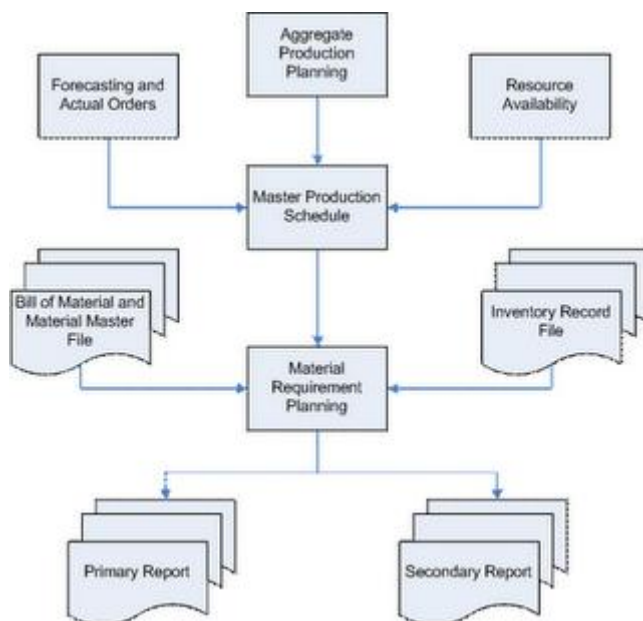 Aggregate
Production
Planning
Forecasting and
Actual Orders
Resource
Availability
Master Production
Schedule
Bill of Material and
Material Master
File
Inventory Record
File
Material
Requirement
Planning
Primary Report
Secondary Report